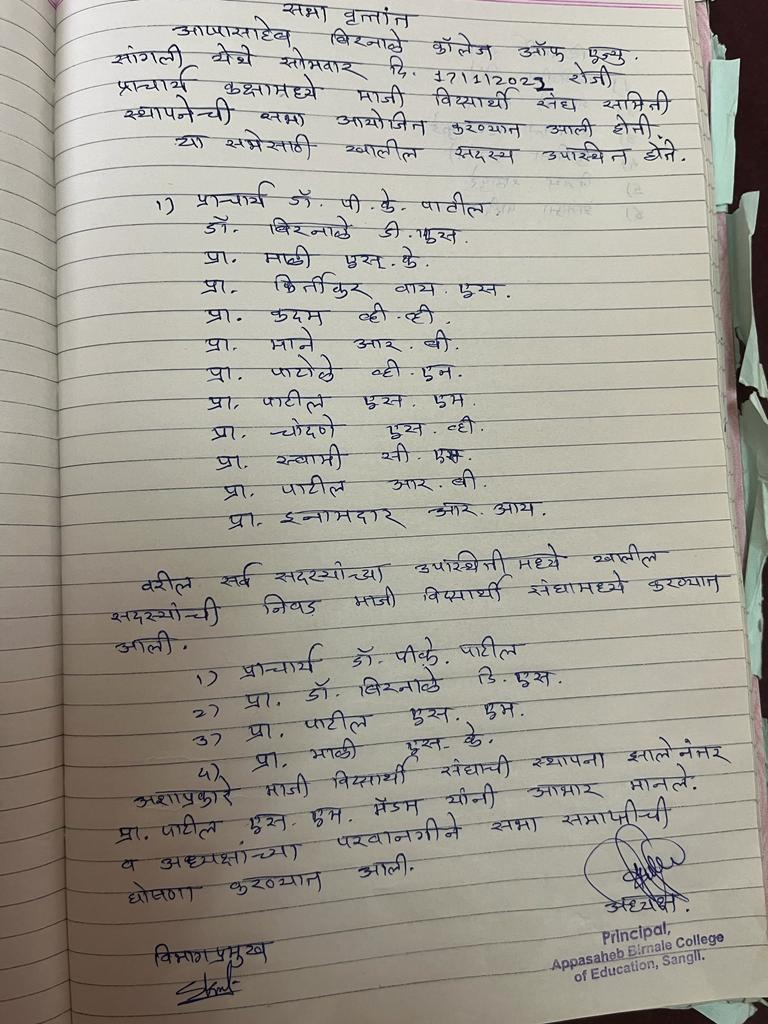 सभा वृत्तांत
आप्पासाहेब बिरनाळे कॉलेज ऑफ एज्यु.
सांगली येथे सोमवार दि. 17/1/2022 रोजी
प्राचार्य कक्षामध्ये माजी विद्यार्थी संघ समिती
स्थापनेची सभा आयोजित करण्यात आली होती.
या सभेसाठी खालील सदस्य उपस्थित होते.
1) प्राचार्य डॉ. पी. के. पाटील
डॉ. बिरनाळे डी. एस.
प्रा. माळी एस. के.
प्रा. किर्तीकुर वाय. एस.
प्रा. कदम व्ही. व्ही.
प्रा. माने आर. बी.
प्रा. पाटोळे व्ही. एन.
प्रा. पाटील एस. एम.
प्रा. चोदणे एस. व्ही.
प्रा. स्वामी सी. एस.
प्रा. पाटील आर. बी.
प्रा. इनामदार आर. आय.
वरील सर्व सदस्यांच्या उपस्थितीमध्ये खालील
सदस्यांची निवड माजी विद्यार्थी संघामध्ये करण्यात
आली.
1) प्राचार्य डॉ. पी.के. पाटील
2) प्रा. डॉ. बिरनाळे डि. एस.
3) प्रा. पाटील एस. एम.
4) प्रा. माळी एस. के.
अशाप्रकारे माजी विद्यार्थी संघाची स्थापना झालेनंतर
प्रा. पाटील एस. एम. मॅडम यांनी आभार मानले.
व अध्यक्षांच्या परवानगीने सभा समाप्तीची
घोषणा करण्यात आली.
अध्यक्ष.
विभाग प्रमुख
Principal,
Appasaheb Birnale College
of Education, Sangli.